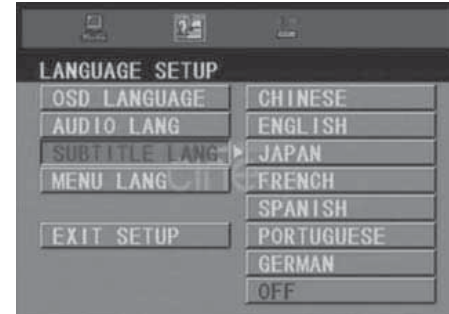 LANGUAGE SETUP
OSD LANGUAGE
AUDIO LANG
SUBTITLE LANG
MENU LANG
EXIT SETUP
CHINESE
ENGLISH
JAPAN
FRENCH
SPANISH
PORTUGUESE
GERMAN
OFF